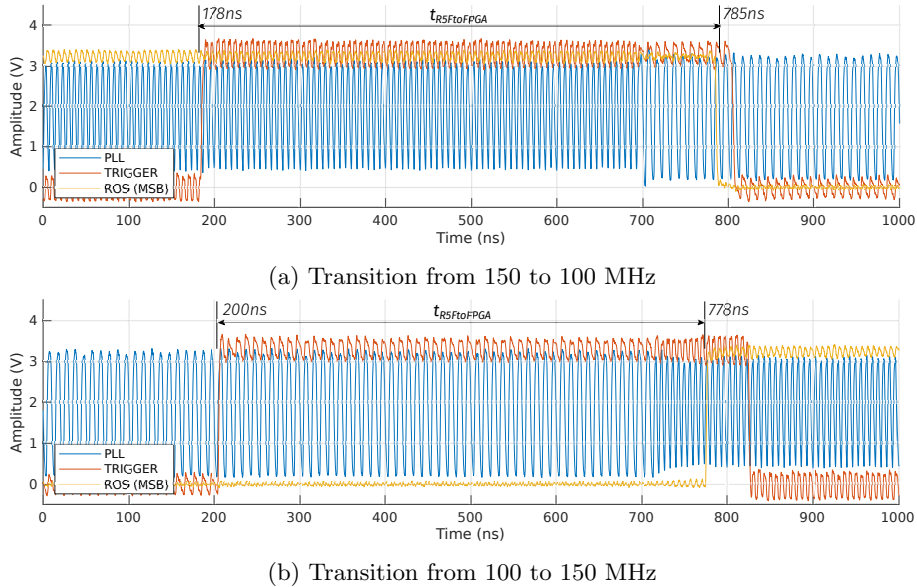 178ns
t_R5FtoFPGA
785ns
4
3
2
1
0
Amplitude (V)
PLL
TRIGGER
ROS (MSB)
0 100 200 300 400 500 600 700 800 900 1000
Time (ns)
(a) Transition from 150 to 100 MHz
200ns
t_R5FtoFPGA
778ns
4
3
2
1
0
Amplitude (V)
PLL
TRIGGER
ROS (MSB)
0 100 200 300 400 500 600 700 800 900 1000
Time (ns)
(b) Transition from 100 to 150 MHz